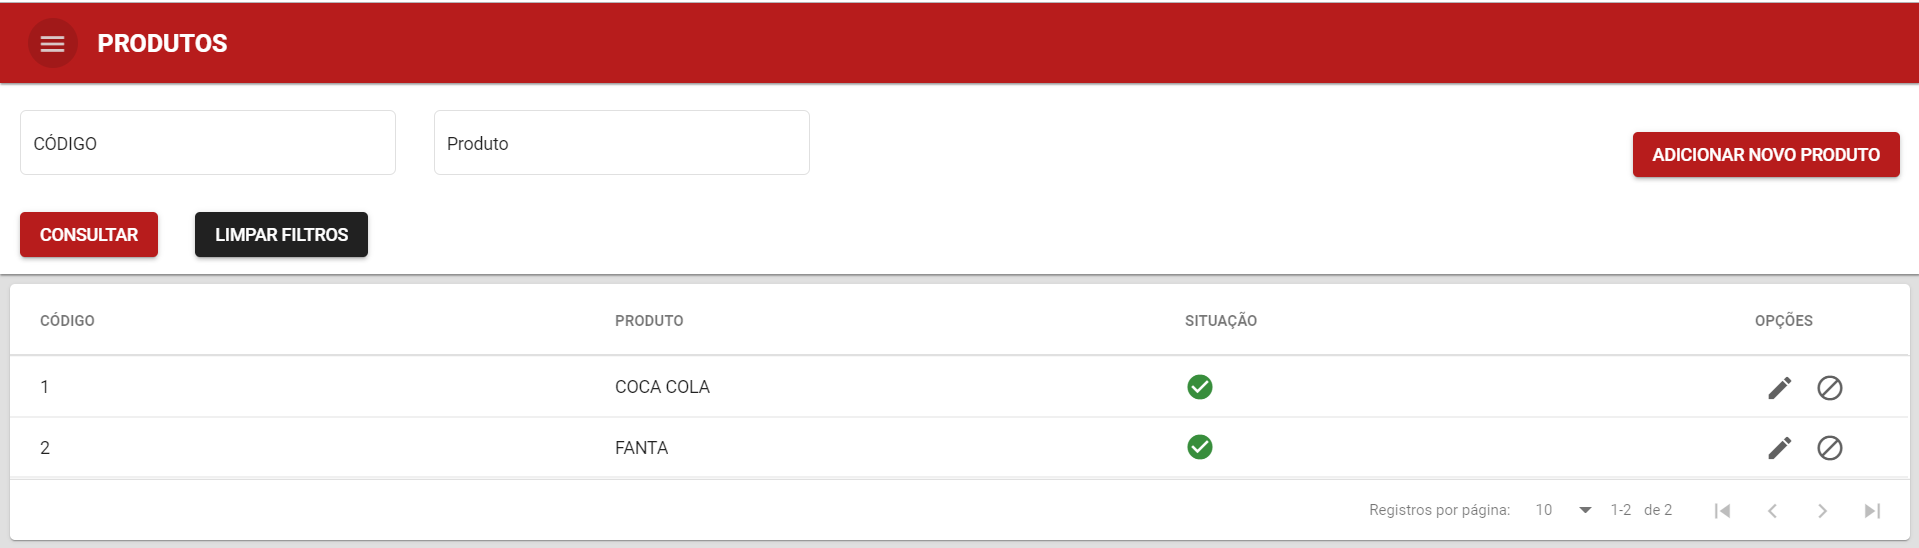 PRODUTOS
CÓDIGO Produto
ADICIONAR NOVO PRODUTO
CONSULTAR LIMPAR FILTROS
CÓDIGO PRODUTO SITUAÇÃO OPÇÕES
1 COCA COLA
2 FANTA
Registros por página: 10 1-2 de 2